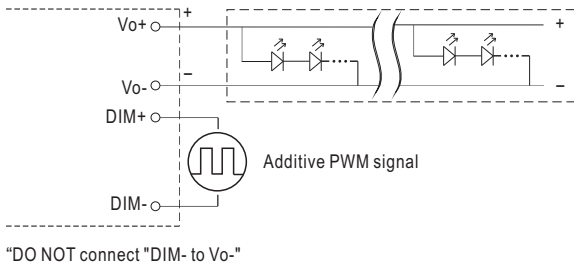 Vo+ + +
Vo- – –
DIM+
Additive PWM signal
DIM-
“DO NOT connect "DIM- to Vo-"